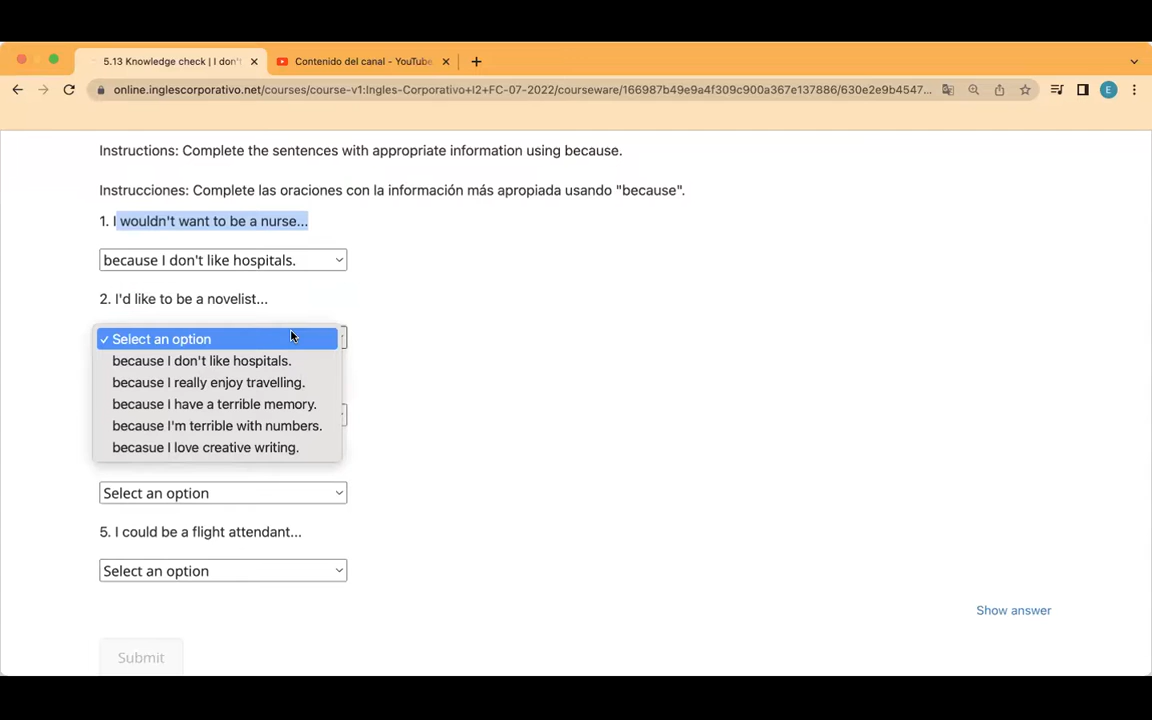 5.13 Knowledge check | I don't
Contenido del canal - YouTube
online.inglescorporativo.net/courses/course-v1:Ingles-Corporativo+I2+FC-07-2022/courseware/166987b49e9a4f309c900a367e137886/630e2e9b4547...
E
Instructions: Complete the sentences with appropriate information using because.
Instrucciones: Complete las oraciones con la información más apropiada usando "because".
1. I wouldn't want to be a nurse...
because I don't like hospitals.
2. I'd like to be a novelist...
✓ Select an option
because I don't like hospitals.
because I really enjoy travelling.
because I have a terrible memory.
because I'm terrible with numbers.
becasue I love creative writing.
Select an option
5. I could be a flight attendant...
Select an option
Show answer
Submit